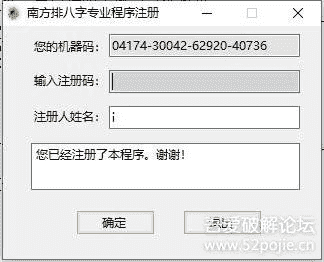 南方排八字专业程序注册
您的机器码： 04174-30042-62920-40736
输入注册码：
注册人姓名： i
您已经注册了本程序。谢谢！
确定
吾爱破解论坛
www.52pojie.cn